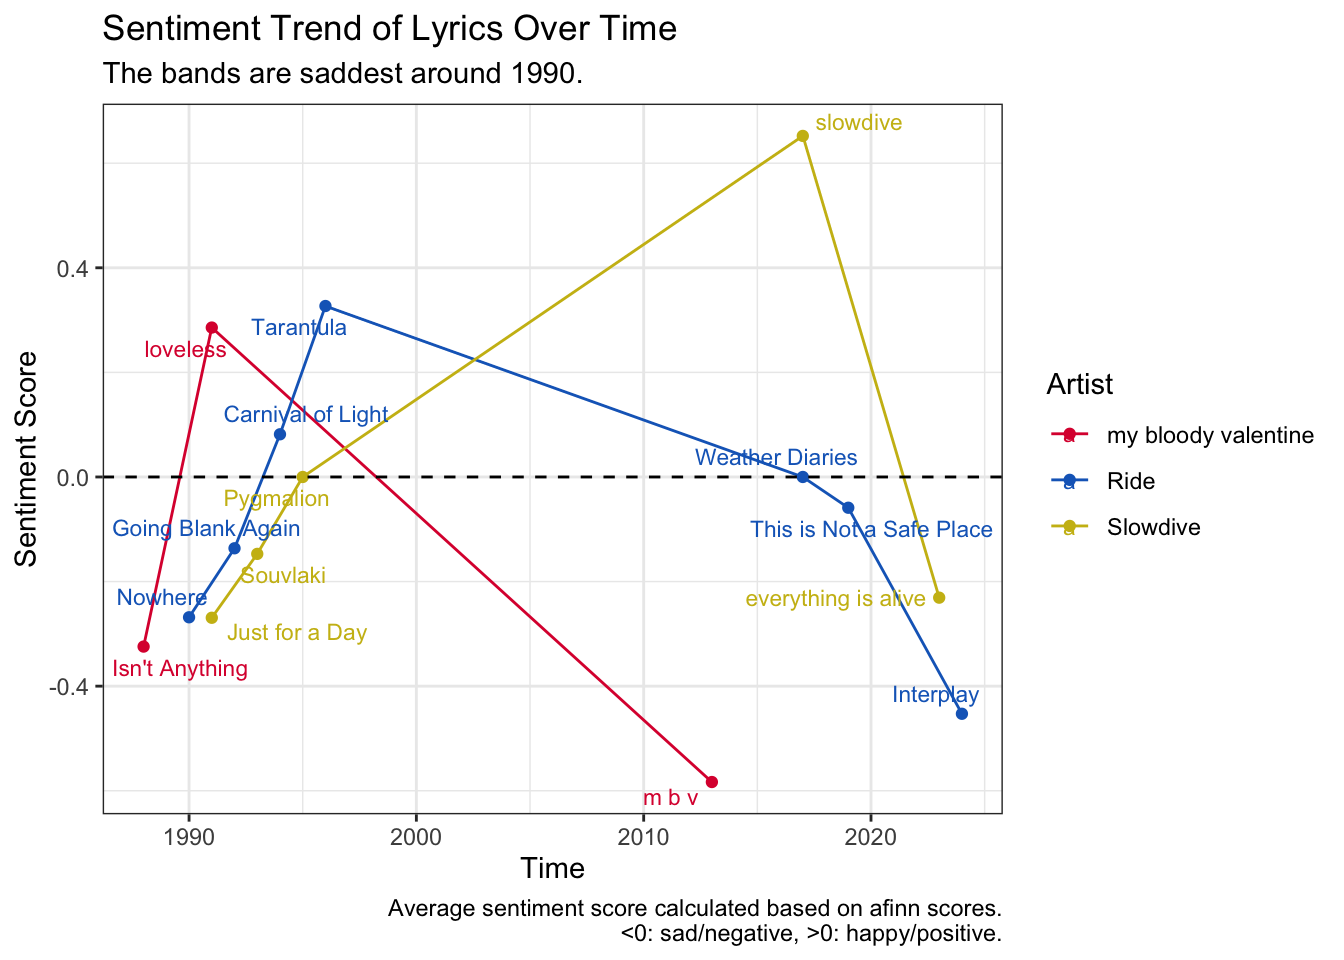 Sentiment Trend of Lyrics Over Time
The bands are saddest around 1990.
slowdive
0.4
Tarantula
loveless
Carnival of Light
Weather Diaries
0.0
Pygmalion
Going Blank Again
This is Not a Safe Place
Souvlaki
Nowhere
everything is alive
Just for a Day
Isn't Anything
-0.4
Interplay
m b v
1990 2000 2010 2020
Sentiment Score
Time
Artist
a my bloody valentine
a Ride
a Slowdive
Average sentiment score calculated based on afinn scores.
<0: sad/negative, >0: happy/positive.